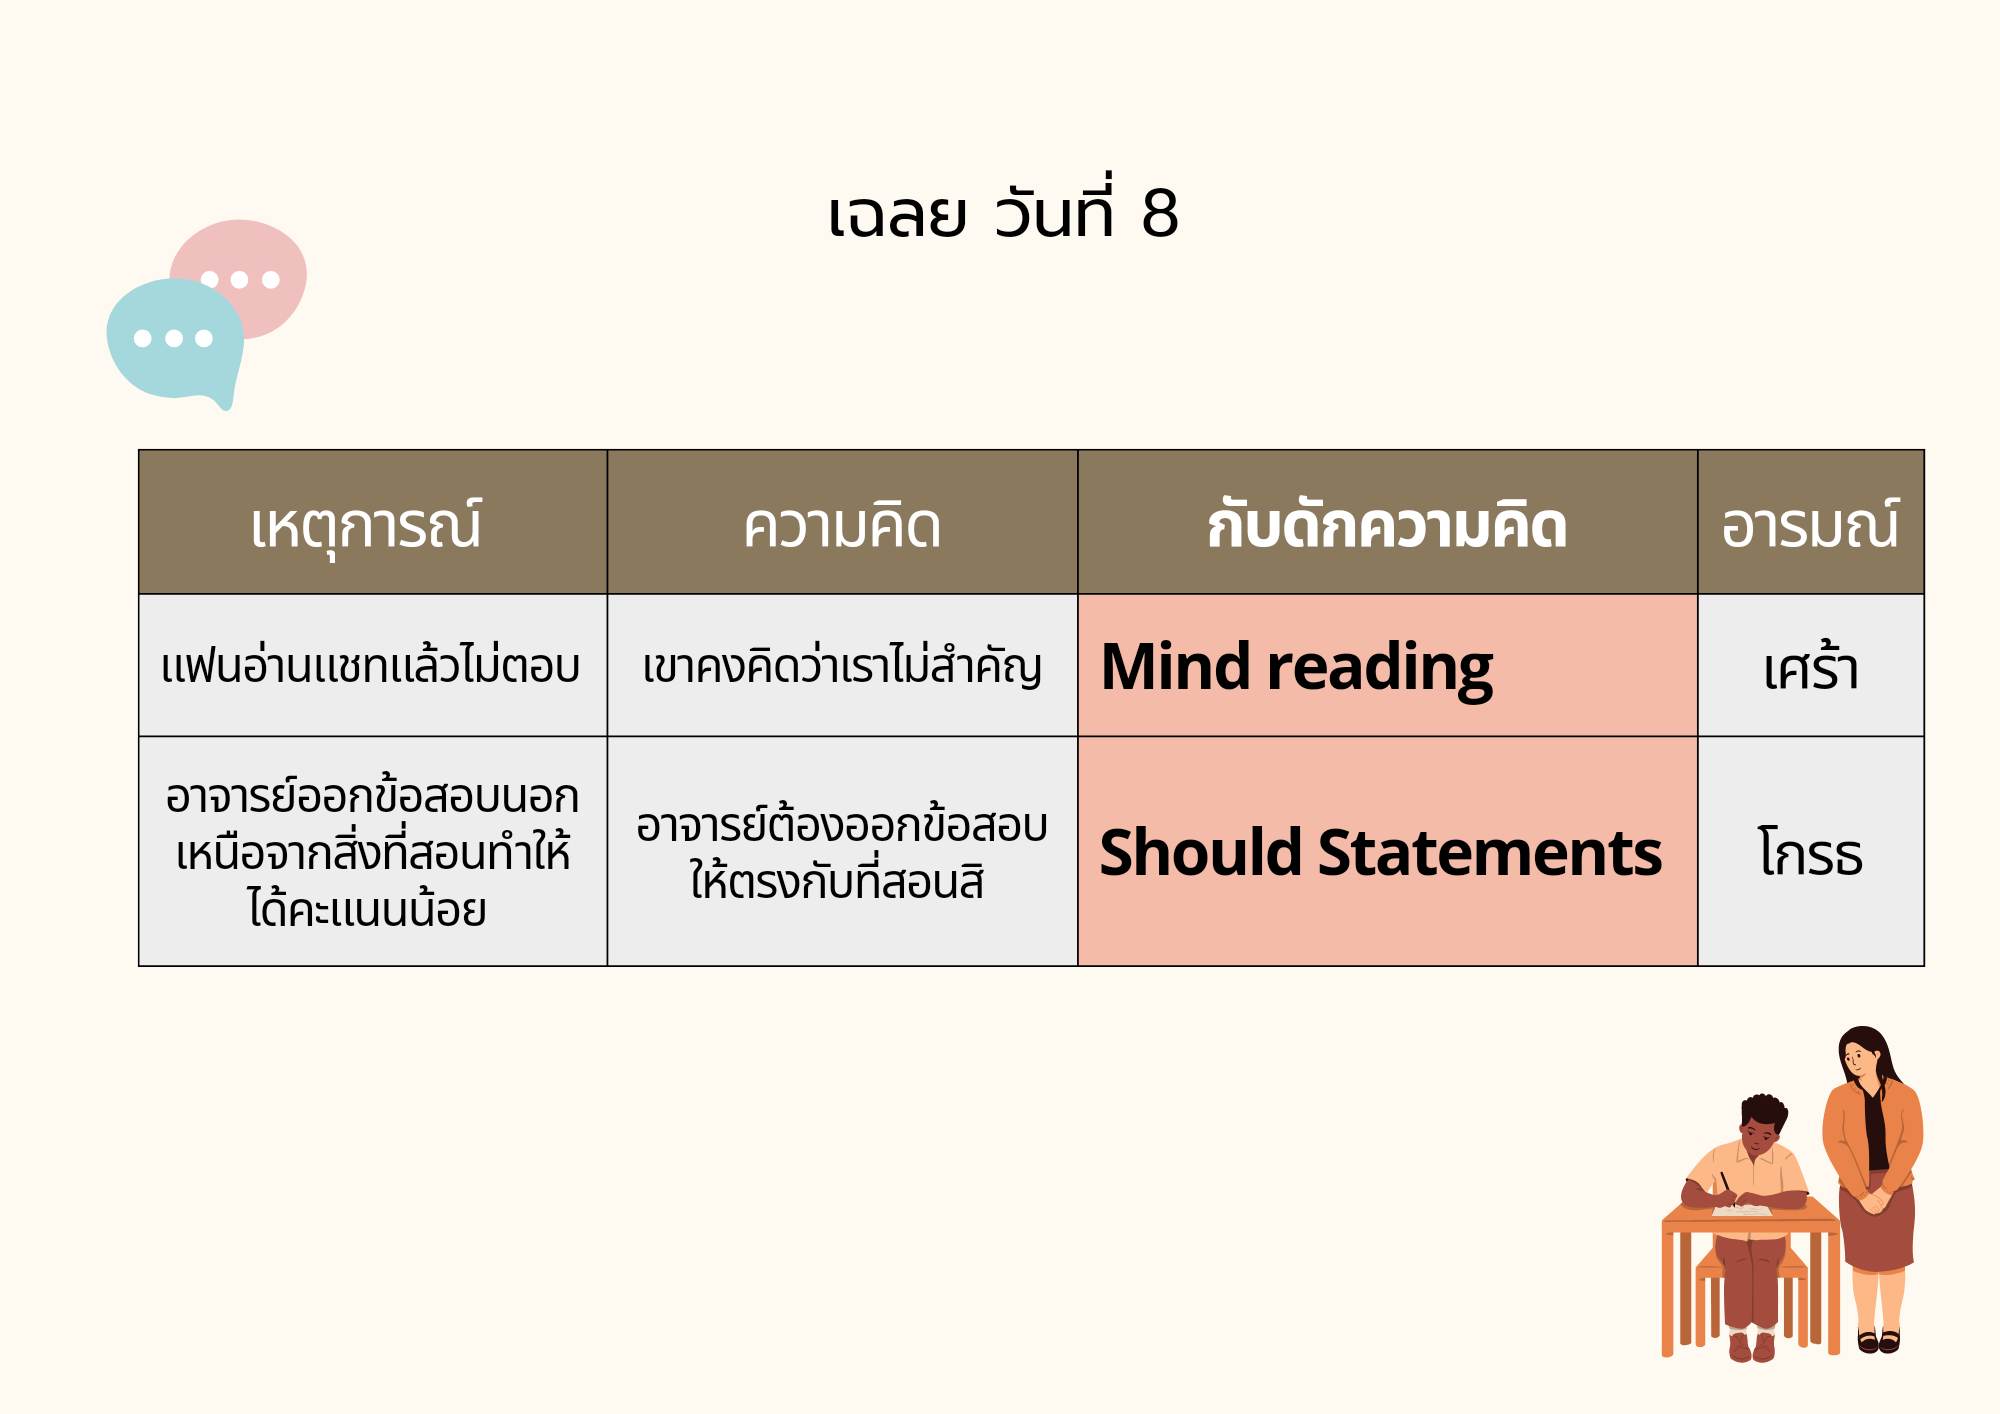 เฉลย วันที่ 8
เหตุการณ์
ความคิด
กับดักความคิด
อารมณ์
แฟนอ่านแชทแล้วไม่ตอบ
เขาคงคิดว่าเราไม่สำคัญ
Mind reading
เศร้า
อาจารย์ออกข้อสอบนอก
เหนือจากสิ่งที่สอนทำให้
ได้คะแนนน้อย
อาจารย์ต้องออกข้อสอบ
ให้ตรงกับที่สอนสิ
Should Statements
โกรธ